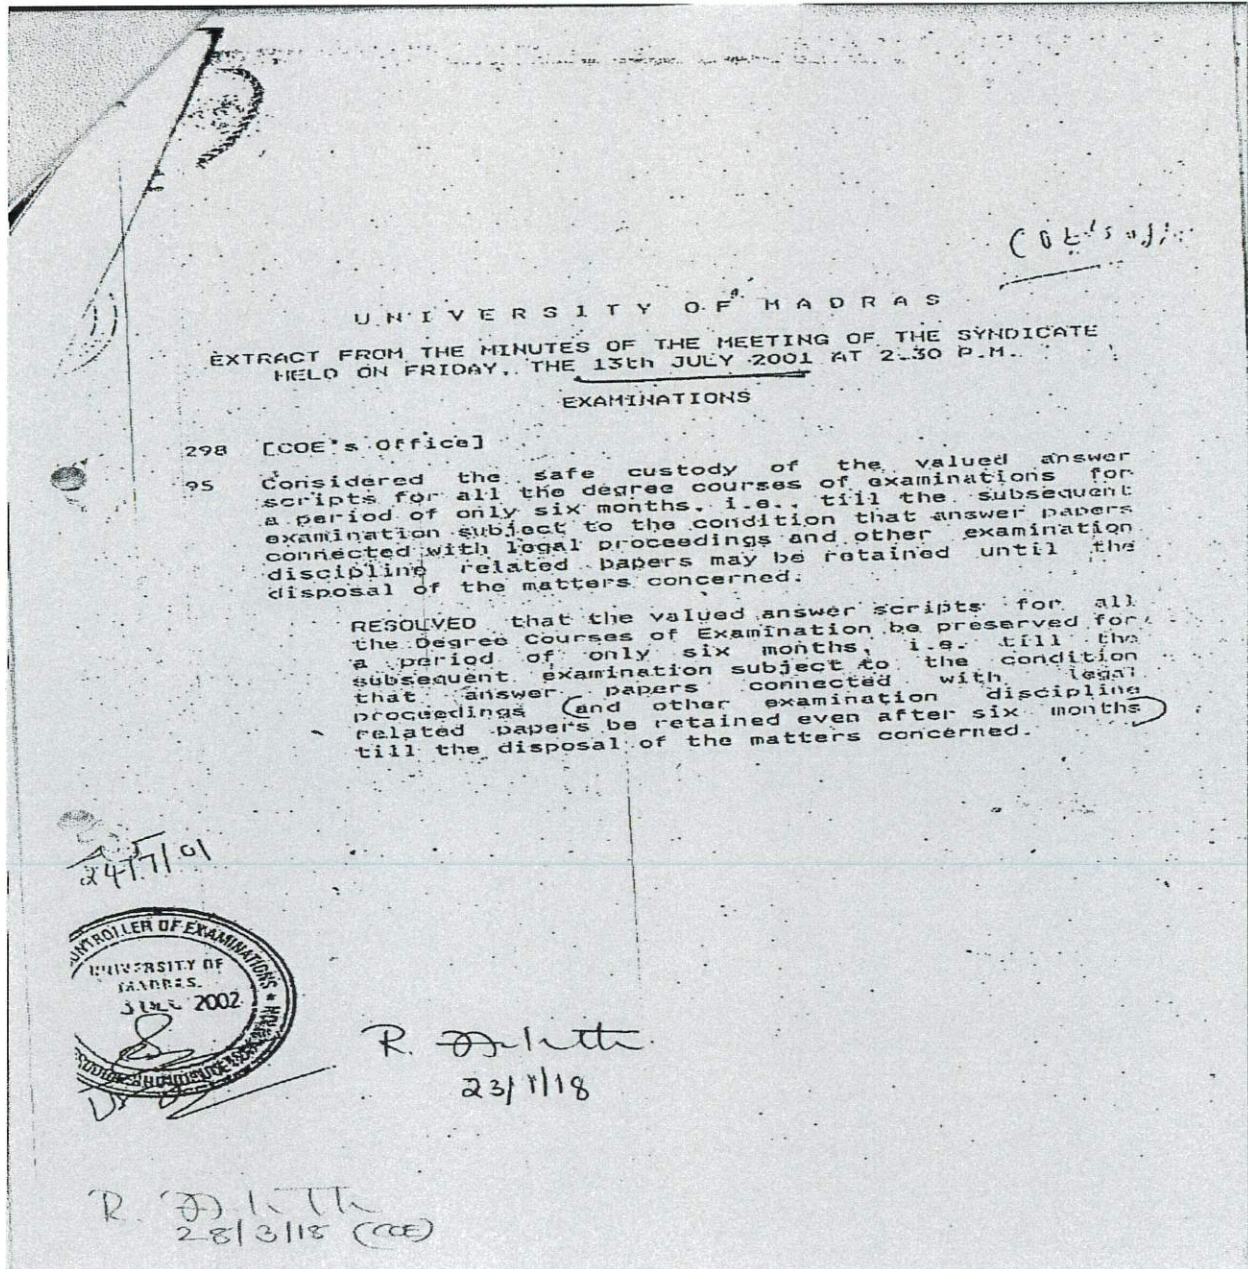 UNIVERSITY OF MADRAS
EXTRACT FROM THE MINUTES OF THE MEETING OF THE SYNDICATE
HELD ON FRIDAY, THE 13th JULY 2001 AT 2-30 P.M.
EXAMINATIONS
298 [COE's Office]
95 Considered the safe custody of the valued answer
scripts for all the degree courses of examinations for
a period of only six months, i.e., till the subsequent
examination subject to the condition that answer papers
connected with legal proceedings and other examination
discipline related papers may be retained until the
disposal of the matters concerned.
RESOLVED that the valued answer scripts for all
the Degree Courses of Examination be preserved for
a period of only six months, i.e. till the
subsequent examination subject to the condition
that answer papers connected with legal
proceedings (and other examination discipline
related papers be retained even after six months)
till the disposal of the matters concerned.
24/7/01
CONTROLLER OF EXAMINATIONS
UNIVERSITY OF
MADRAS.
2002
R.
23/1/18
R.
28/3/18 (COE)